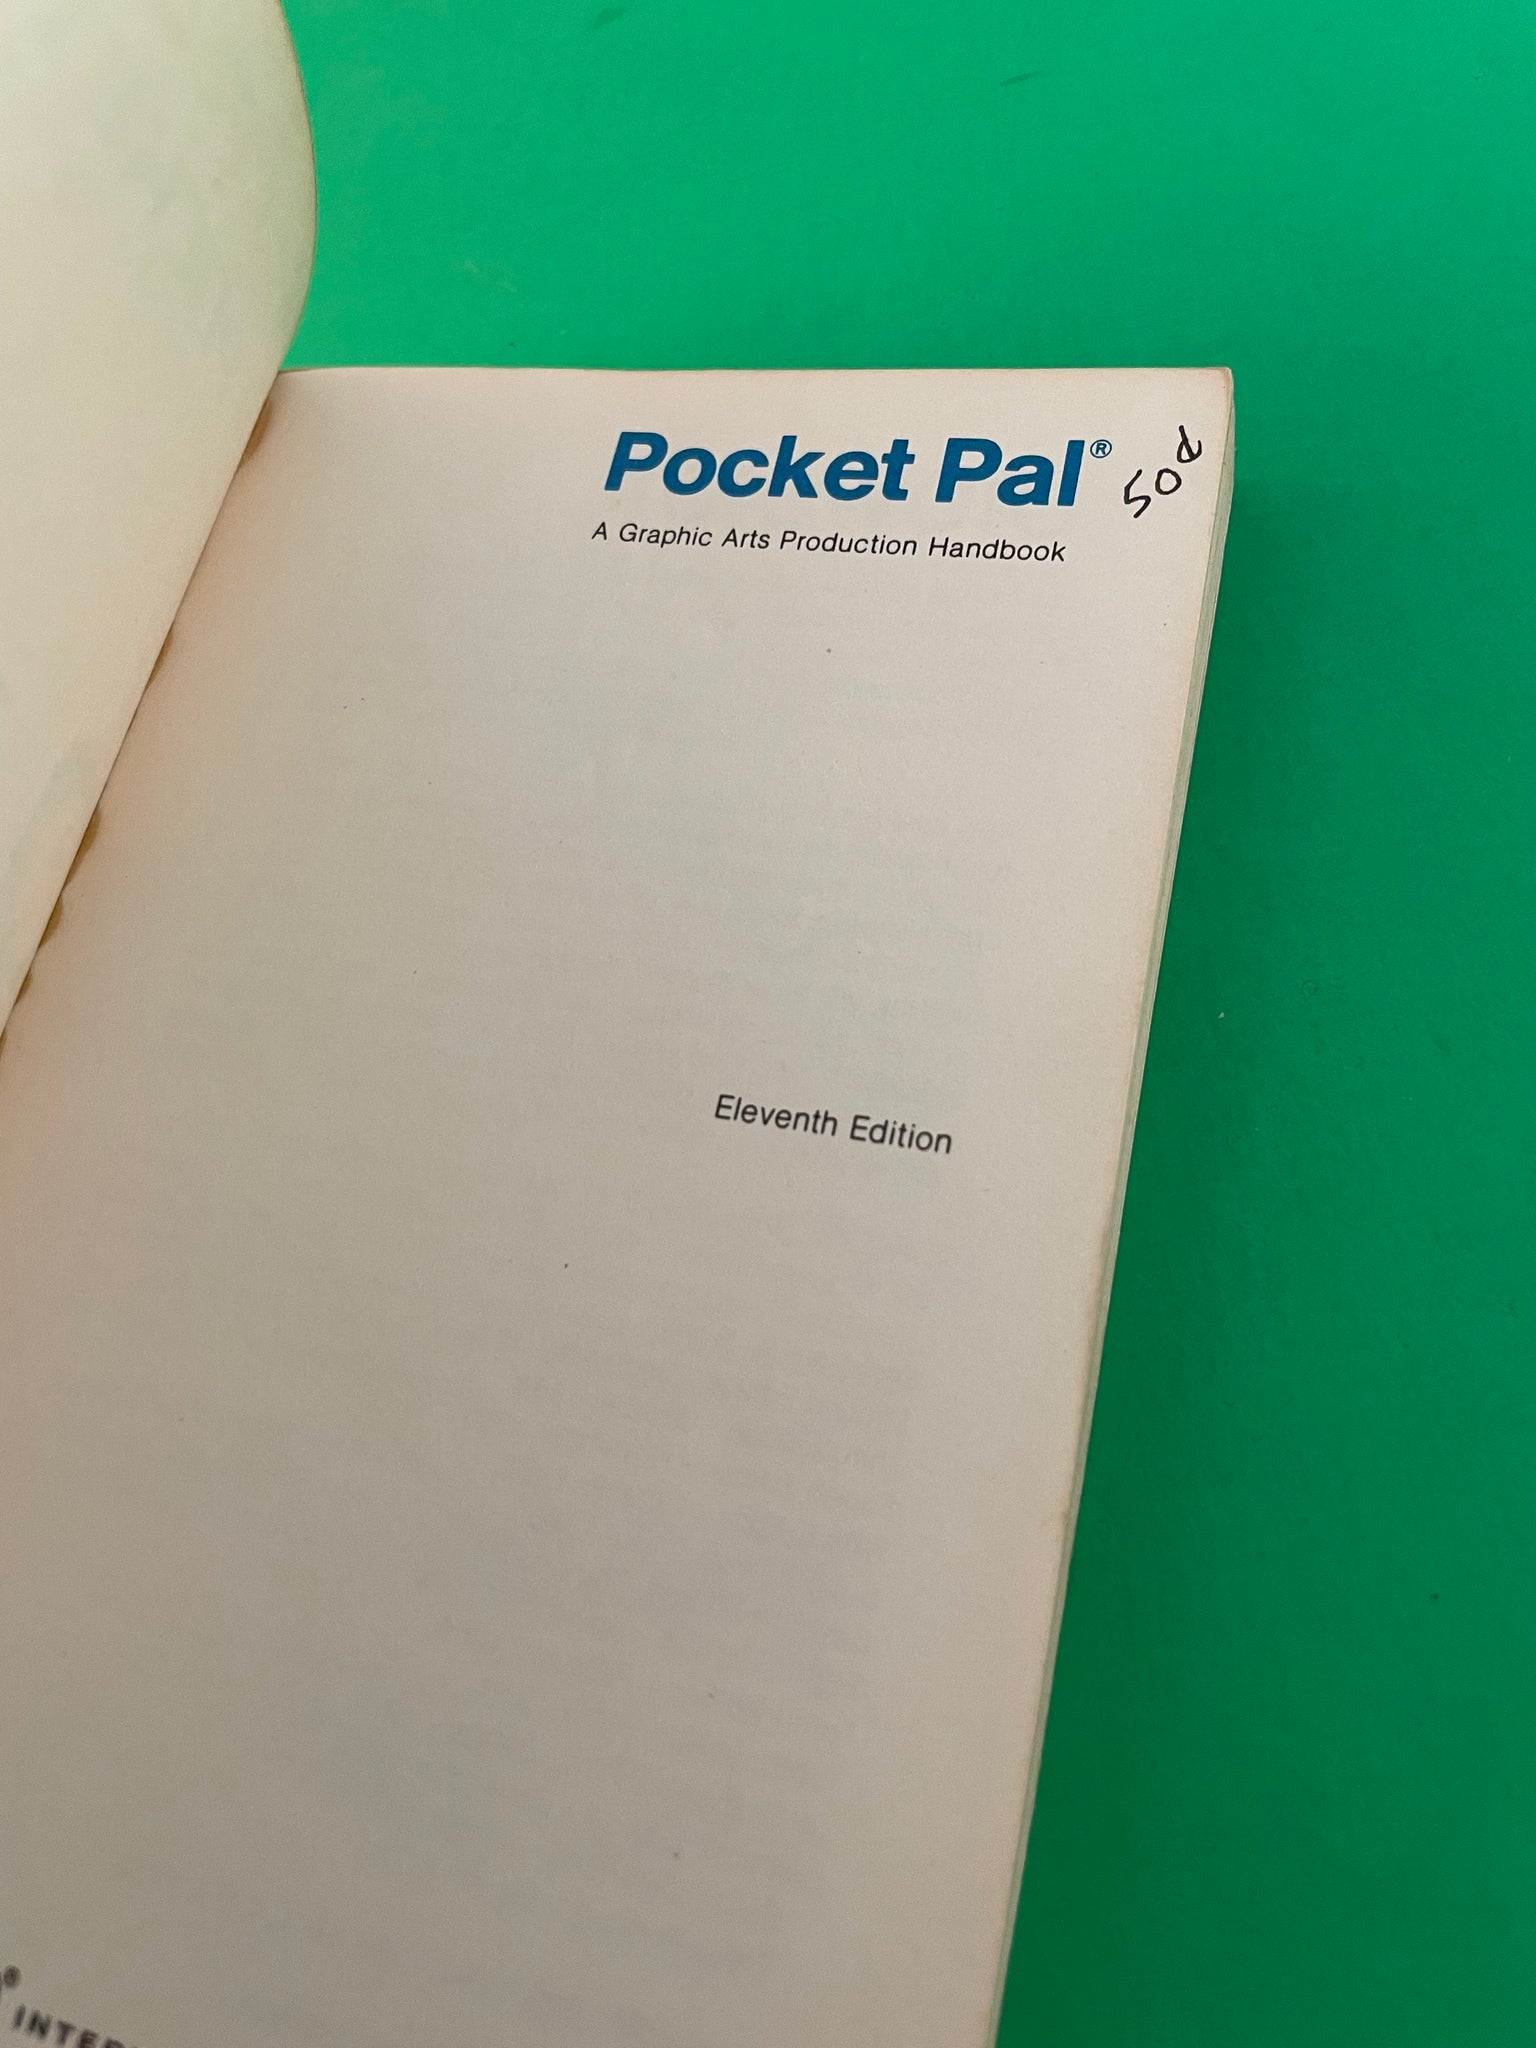 Pocket Pal®
50¢
A Graphic Arts Production Handbook
Eleventh Edition
®